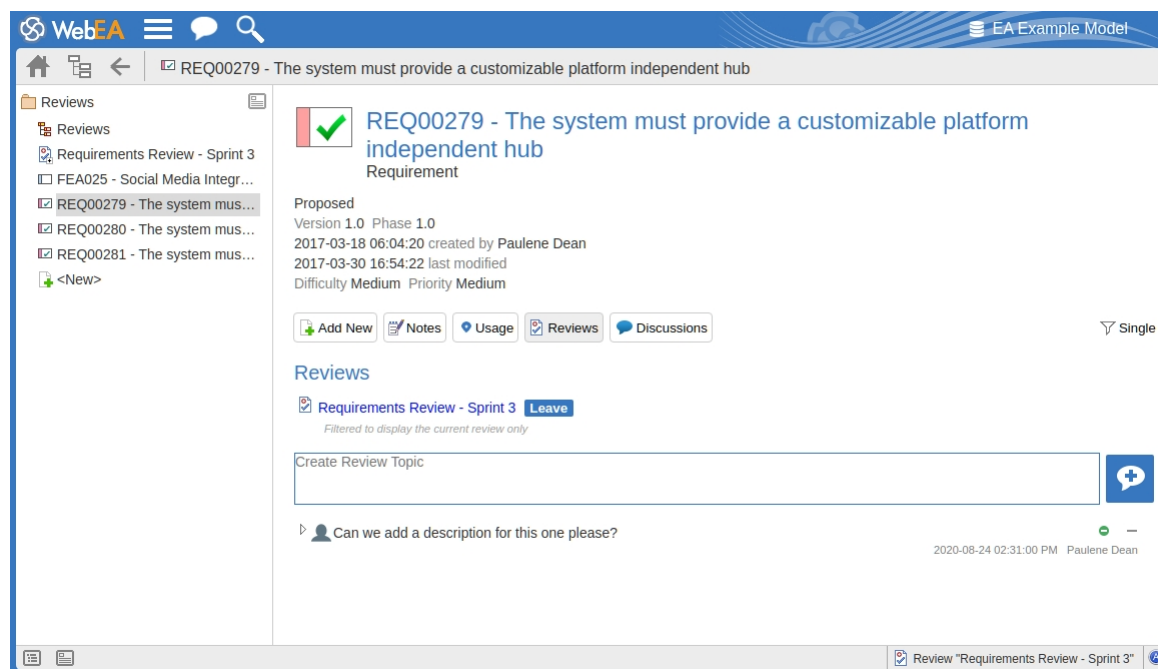 WebEA
EA Example Model
REQ00279 - The system must provide a customizable platform independent hub
Reviews
Reviews
Requirements Review - Sprint 3
FEA025 - Social Media Integr...
REQ00279 - The system mus...
REQ00280 - The system mus...
REQ00281 - The system mus...
<New>
REQ00279 - The system must provide a customizable platform
independent hub
Requirement
Proposed
Version 1.0 Phase 1.0
2017-03-18 06:04:20 created by Paulene Dean
2017-03-30 16:54:22 last modified
Difficulty Medium Priority Medium
Add New Notes Usage Reviews Discussions Single
Reviews
Requirements Review - Sprint 3 Leave
Filtered to display the current review only
Create Review Topic
Can we add a description for this one please?
2020-08-24 02:31:00 PM Paulene Dean
Review "Requirements Review - Sprint 3"